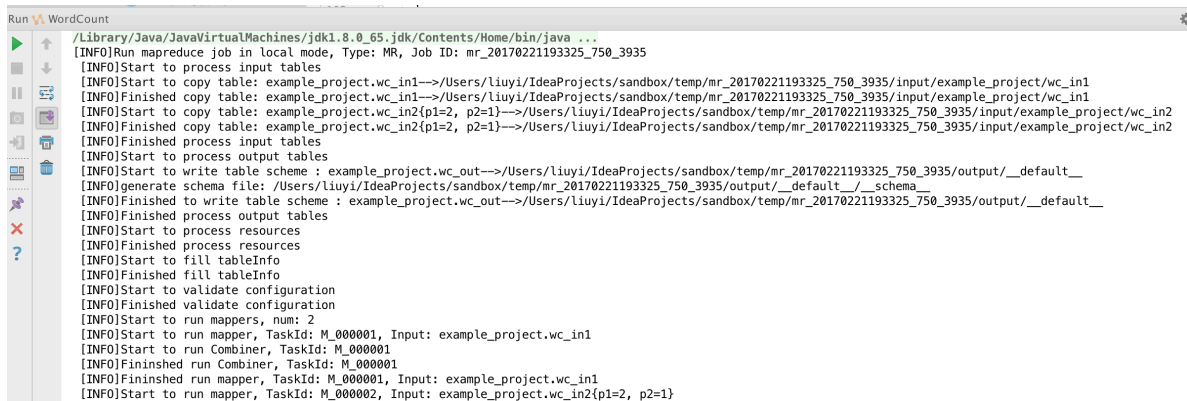 Run WordCount
/Library/Java/JavaVirtualMachines/jdk1.8.0_65.jdk/Contents/Home/bin/java ...
[INFO]Run mapreduce job in local mode, Type: MR, Job ID: mr_20170221193325_750_3935
[INFO]Start to process input tables
[INFO]Start to copy table: example_project.wc_in1-->/Users/liuyi/IdeaProjects/sandbox/temp/mr_20170221193325_750_3935/input/example_project/wc_in1
[INFO]Finished copy table: example_project.wc_in1-->/Users/liuyi/IdeaProjects/sandbox/temp/mr_20170221193325_750_3935/input/example_project/wc_in1
[INFO]Start to copy table: example_project.wc_in2{p1=2, p2=1}-->/Users/liuyi/IdeaProjects/sandbox/temp/mr_20170221193325_750_3935/input/example_project/wc_in2
[INFO]Finished copy table: example_project.wc_in2{p1=2, p2=1}-->/Users/liuyi/IdeaProjects/sandbox/temp/mr_20170221193325_750_3935/input/example_project/wc_in2
[INFO]Finished process input tables
[INFO]Start to process output tables
[INFO]Start to write table scheme : example_project.wc_out-->/Users/liuyi/IdeaProjects/sandbox/temp/mr_20170221193325_750_3935/output/__default__
[INFO]generate schema file: /Users/liuyi/IdeaProjects/sandbox/temp/mr_20170221193325_750_3935/output/__default__/__schema__
[INFO]Finished to write table scheme : example_project.wc_out-->/Users/liuyi/IdeaProjects/sandbox/temp/mr_20170221193325_750_3935/output/__default__
[INFO]Finished process output tables
[INFO]Start to process resources
[INFO]Finished process resources
[INFO]Start to fill tableInfo
[INFO]Finished fill tableInfo
[INFO]Start to validate configuration
[INFO]Finished validate configuration
[INFO]Start to run mappers, num: 2
[INFO]Start to run mapper, TaskId: M_000001, Input: example_project.wc_in1
[INFO]Start to run Combiner, TaskId: M_000001
[INFO]Fininshed run Combiner, TaskId: M_000001
[INFO]Fininshed run mapper, TaskId: M_000001, Input: example_project.wc_in1
[INFO]Start to run mapper, TaskId: M_000002, Input: example_project.wc_in2{p1=2, p2=1}